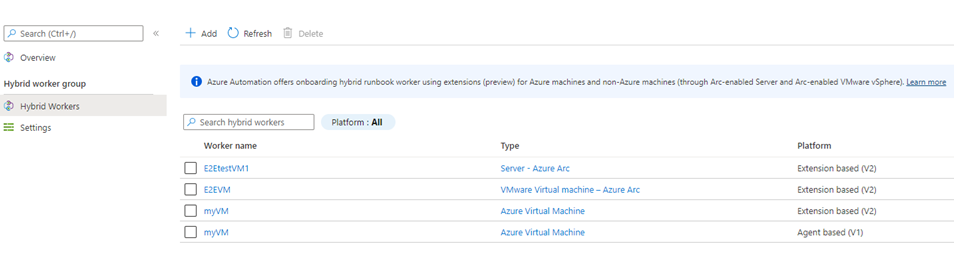 Search (Ctrl+/)
«
Add
Refresh
Delete
Overview
Hybrid worker group
Hybrid Workers
Settings
Azure Automation offers onboarding hybrid runbook worker using extensions (preview) for Azure machines and non-Azure machines (through Arc-enabled Server and Arc-enabled VMware vSphere). Learn more
Search hybrid workers
Platform : All
Worker name Type Platform
E2EtestVM1 Server - Azure Arc Extension based (V2)
E2EVM VMware Virtual machine – Azure Arc Extension based (V2)
myVM Azure Virtual Machine Extension based (V2)
myVM Azure Virtual Machine Agent based (V1)